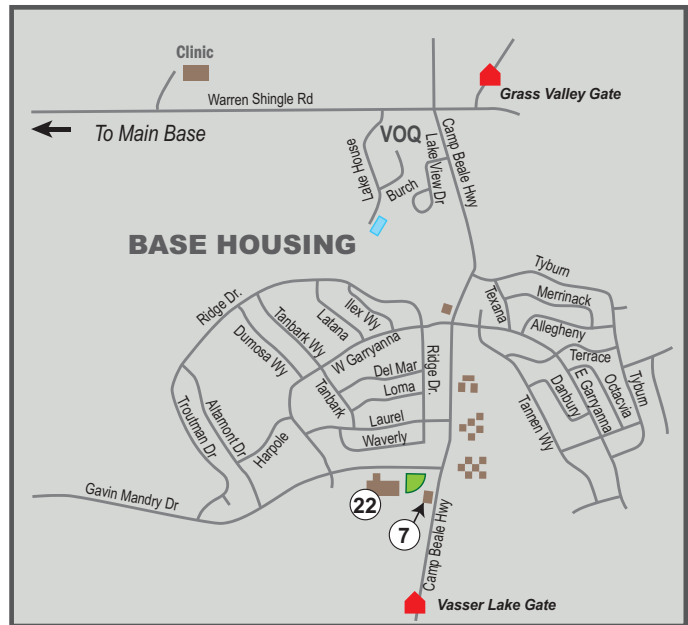 Clinic
Grass Valley Gate
Warren Shingle Rd
To Main Base
VOQ
Lake House
Burch
Lake View Dr
Camp Beale Hwy
BASE HOUSING
Tyburn
Merrinack
Texana
Allegheny
Terrace
Ridge Dr.
Ilex Wy
Latana
Tanbark Wy
Dumosa Wy
W Garryanna
Ridge Dr.
Del Mar
Loma
Tanbark
Laurel
Waverly
Danbury
E Garryanna
Octacvia
Tyburn
Tannen Wy
Troutman Dr
Allamont Dr
Harpole
Gavin Mandry Dr
22
7
Camp Beale Hwy
Vasser Lake Gate